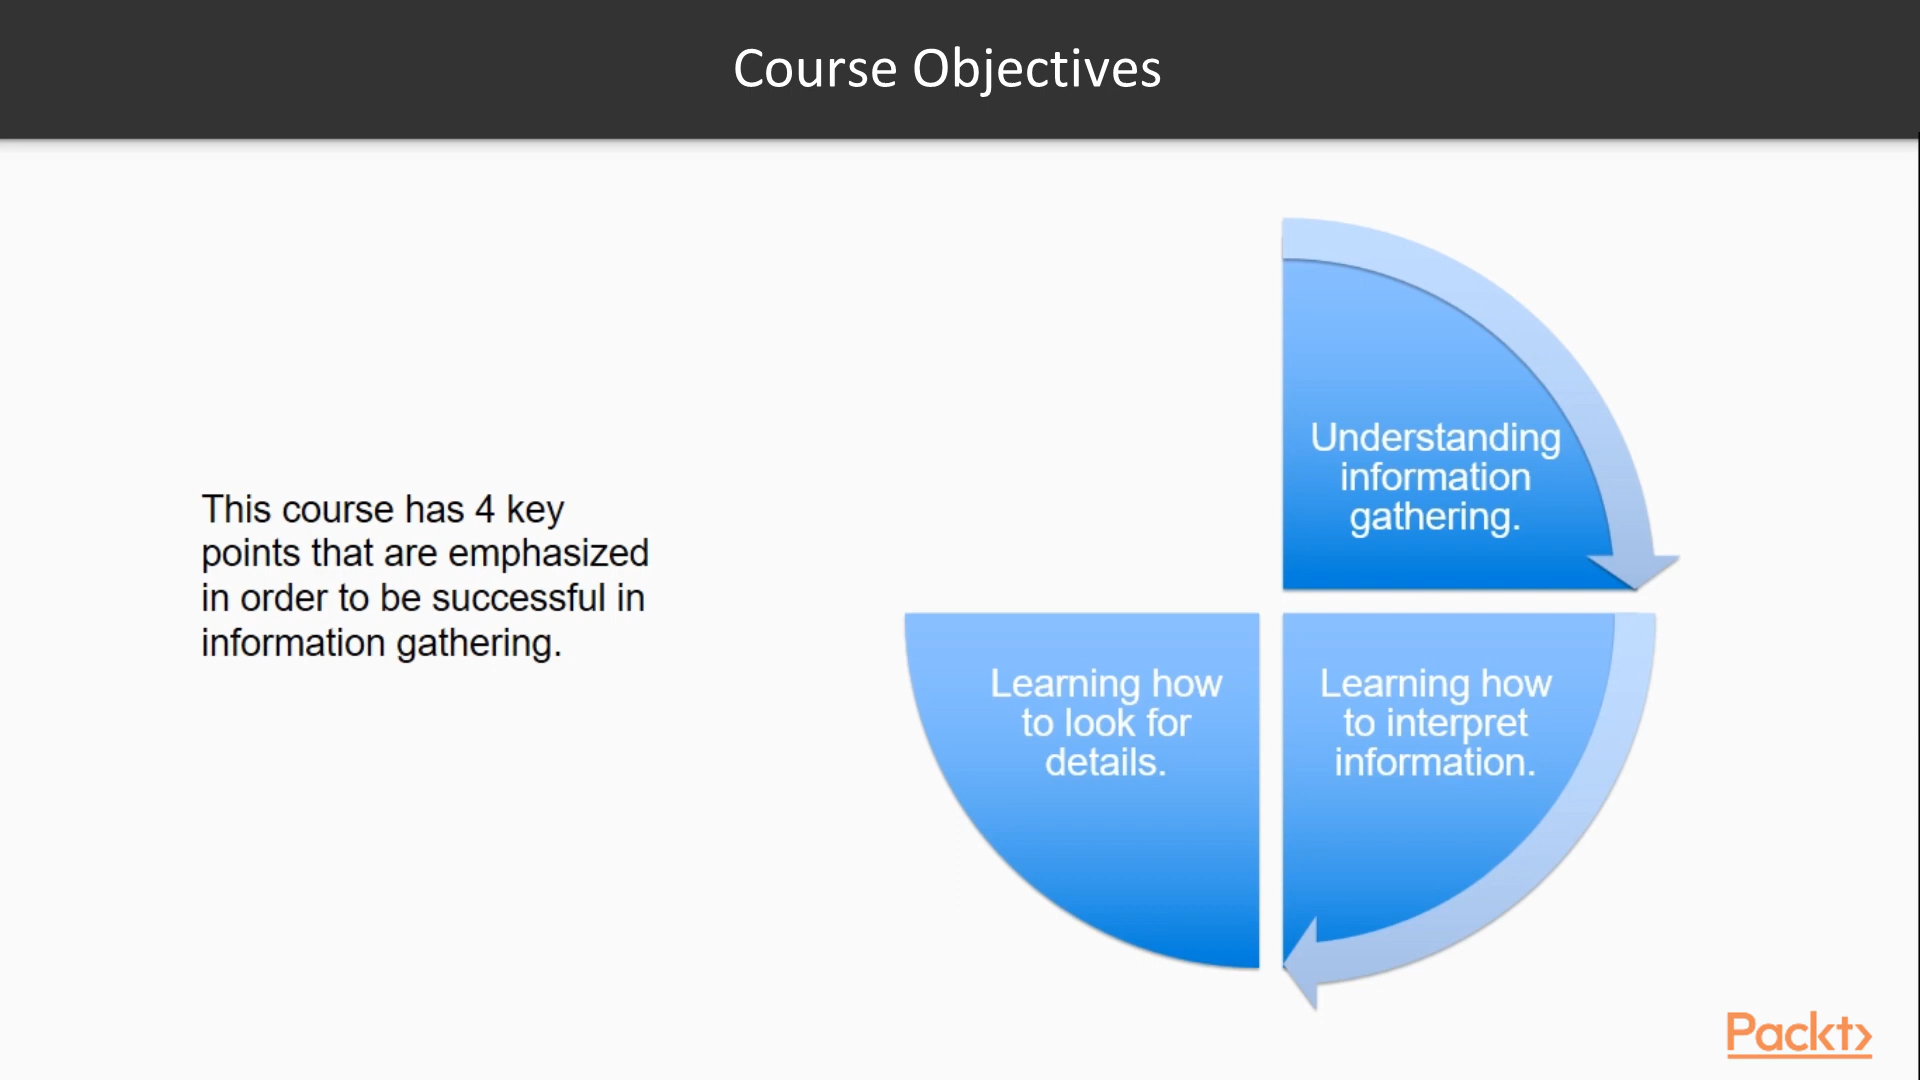 Course Objectives
This course has 4 key
points that are emphasized
in order to be successful in
information gathering.
Understanding
information
gathering.
Learning how
to interpret
information.
Learning how
to look for
details.
Packt>